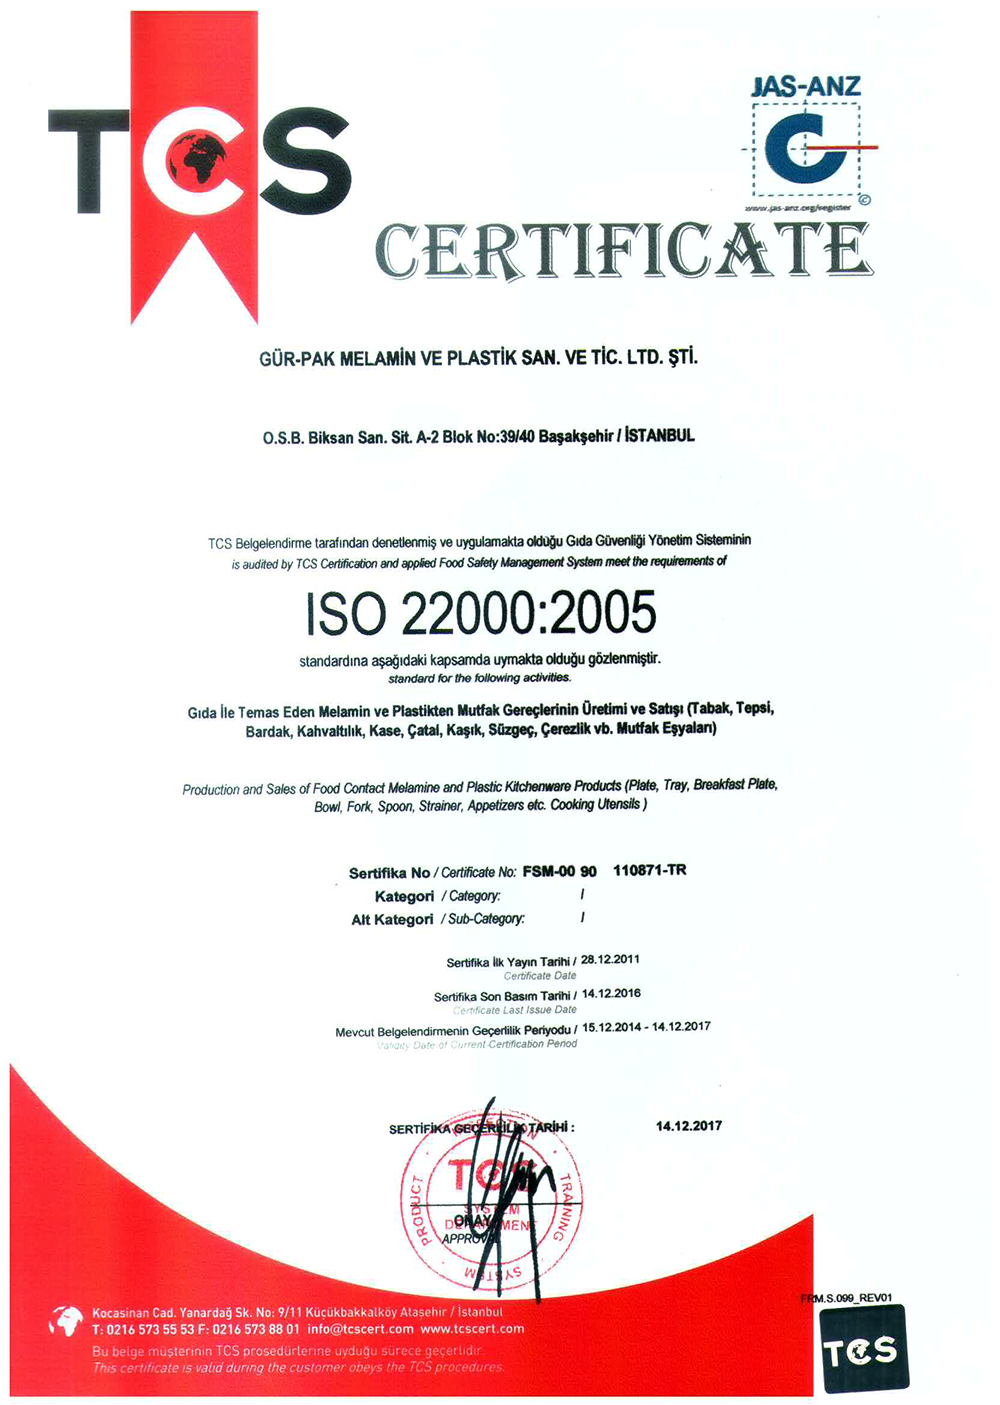 TCS
JAS-ANZ
www.jas-anz.org/register
CERTIFICATE
GÜR-PAK MELAMİN VE PLASTİK SAN. VE TİC. LTD. ŞTİ.
O.S.B. Biksan San. Sit. A-2 Blok No:39/40 Başakşehir / İSTANBUL
TCS Belgelendirme tarafından denetlenmiş ve uygulamakta olduğu Gıda Güvenliği Yönetim Sisteminin
is audited by TCS Certification and applied Food Safety Management System meet the requirements of
ISO 22000:2005
standardına aşağıdaki kapsamda uymakta olduğu gözlenmiştir.
standard for the following activities.
Gıda İle Temas Eden Melamin ve Plastikten Mutfak Gereçlerinin Üretimi ve Satışı (Tabak, Tepsi,
Bardak, Kahvaltılık, Kase, Çatal, Kaşık, Süzgeç, Çerezlik vb. Mutfak Eşyaları)
Production and Sales of Food Contact Melamine and Plastic Kitchenware Products (Plate, Tray, Breakfast Plate,
Bowl, Fork, Spoon, Strainer, Appetizers etc. Cooking Utensils )
Sertifika No / Certificate No: FSM-00 90 110871-TR
Kategori / Category: /
Alt Kategori / Sub-Category: /
Sertifika İlk Yayın Tarihi / 28.12.2011
Certificate Date
Sertifika Son Basım Tarihi / 14.12.2016
Certificate Last Issue Date
Mevcut Belgelendirmenin Geçerlilik Periyodu / 15.12.2014 - 14.12.2017
Validity Date of Current Certification Period
SERTİFİKA GEÇERLİLİK TARİHİ : 14.12.2017
INSPECTION
PRODUCT
TRAINING
TCS
SYSTEM
DEPARTMENT
ONAY
APPROVAL
SYSTEM
FRM.S.099_REV01
Kocasinan Cad. Yanardağ Sk. No: 9/11 Küçükbakkalköy Ataşehir / İstanbul
T: 0216 573 55 53 F: 0216 573 88 01 info@tcscert.com www.tcscert.com
Bu belge müşterinin TCS prosedürlerine uyduğu sürece geçerlidir.
This certificate is valid during the customer obeys the TCS procedures.
TCS